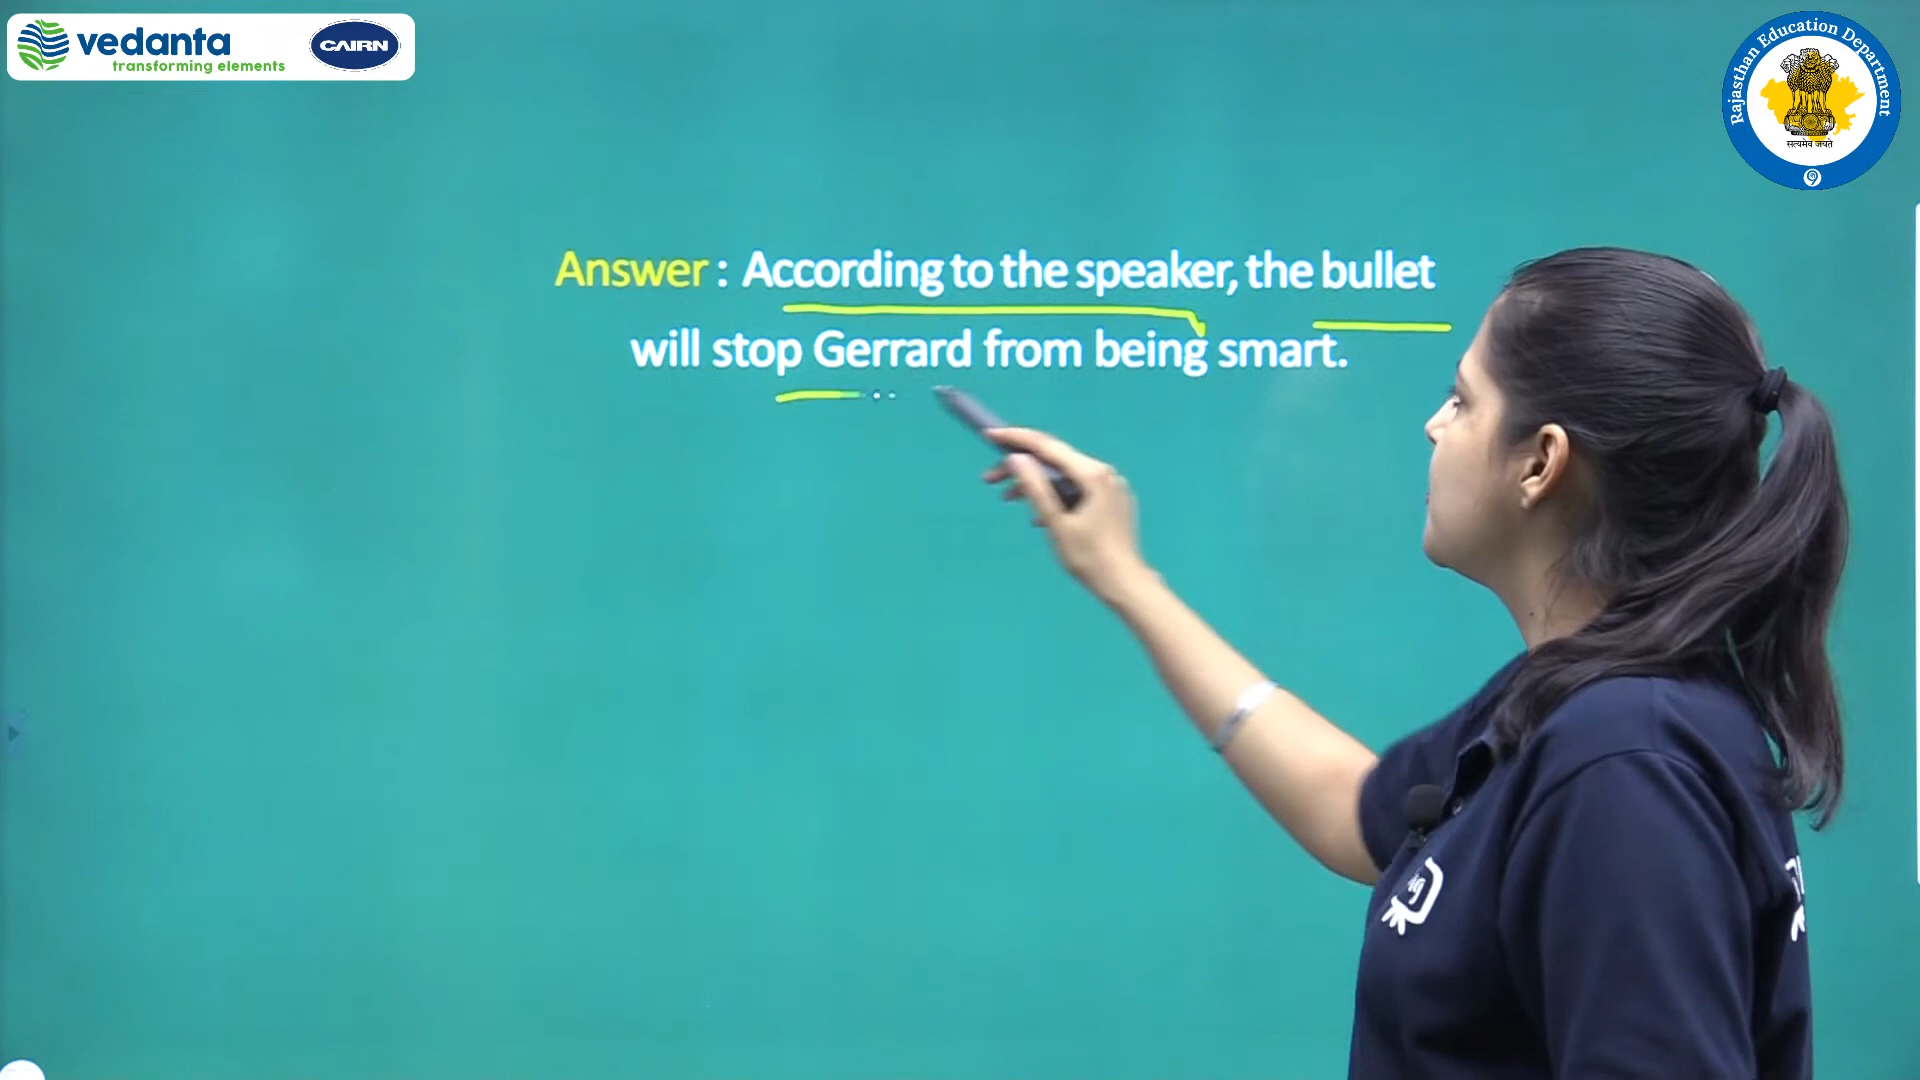 vedanta
transforming elements
CAIRN
Rajasthan Education Department
सत्यमेव जयते
Answer : According to the speaker, the bullet
will stop Gerrard from being smart.